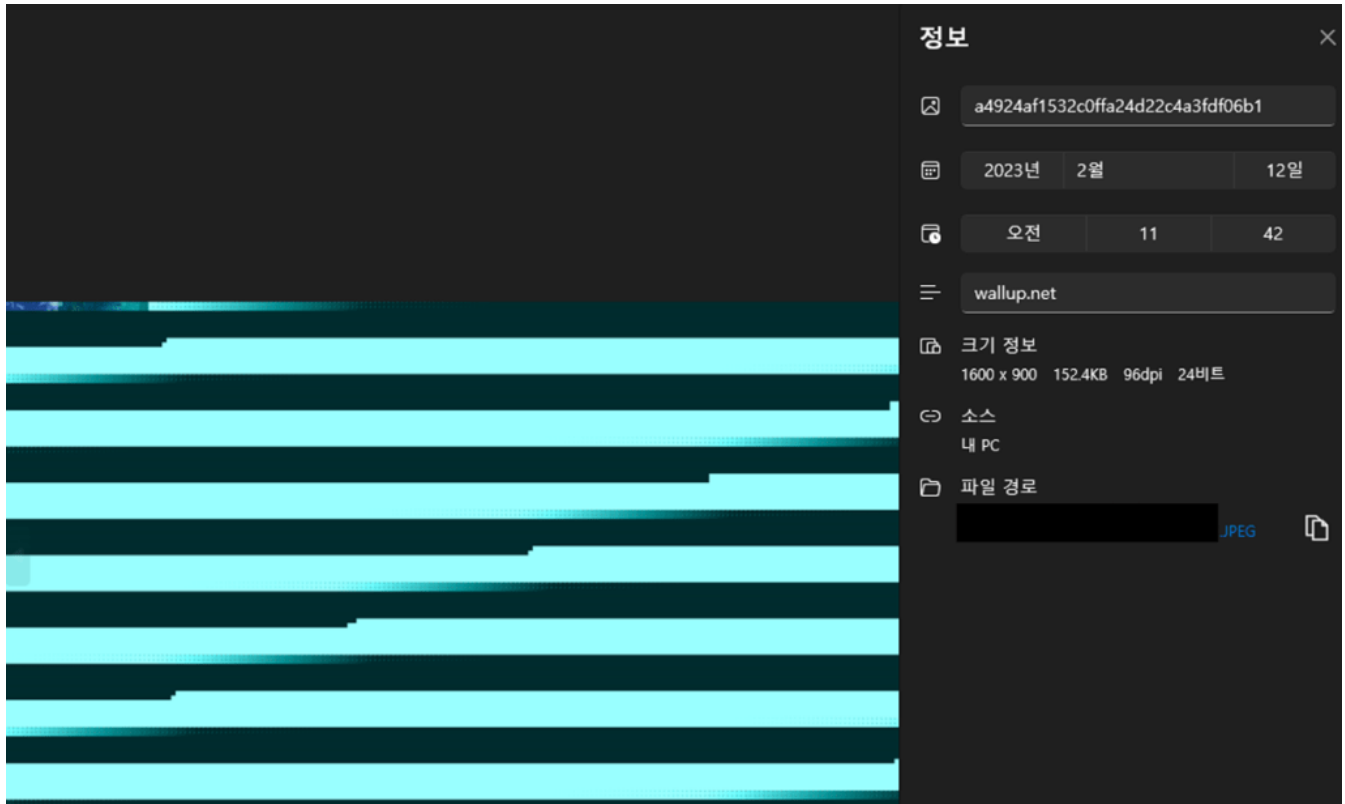 정보
a4924af1532c0ffa24d22c4a3fdf06b1
2023년 2월 12일
오전 11 42
wallup.net
크기 정보
1600 x 900 152.4KB 96dpi 24비트
소스
내 PC
파일 경로
.JPEG